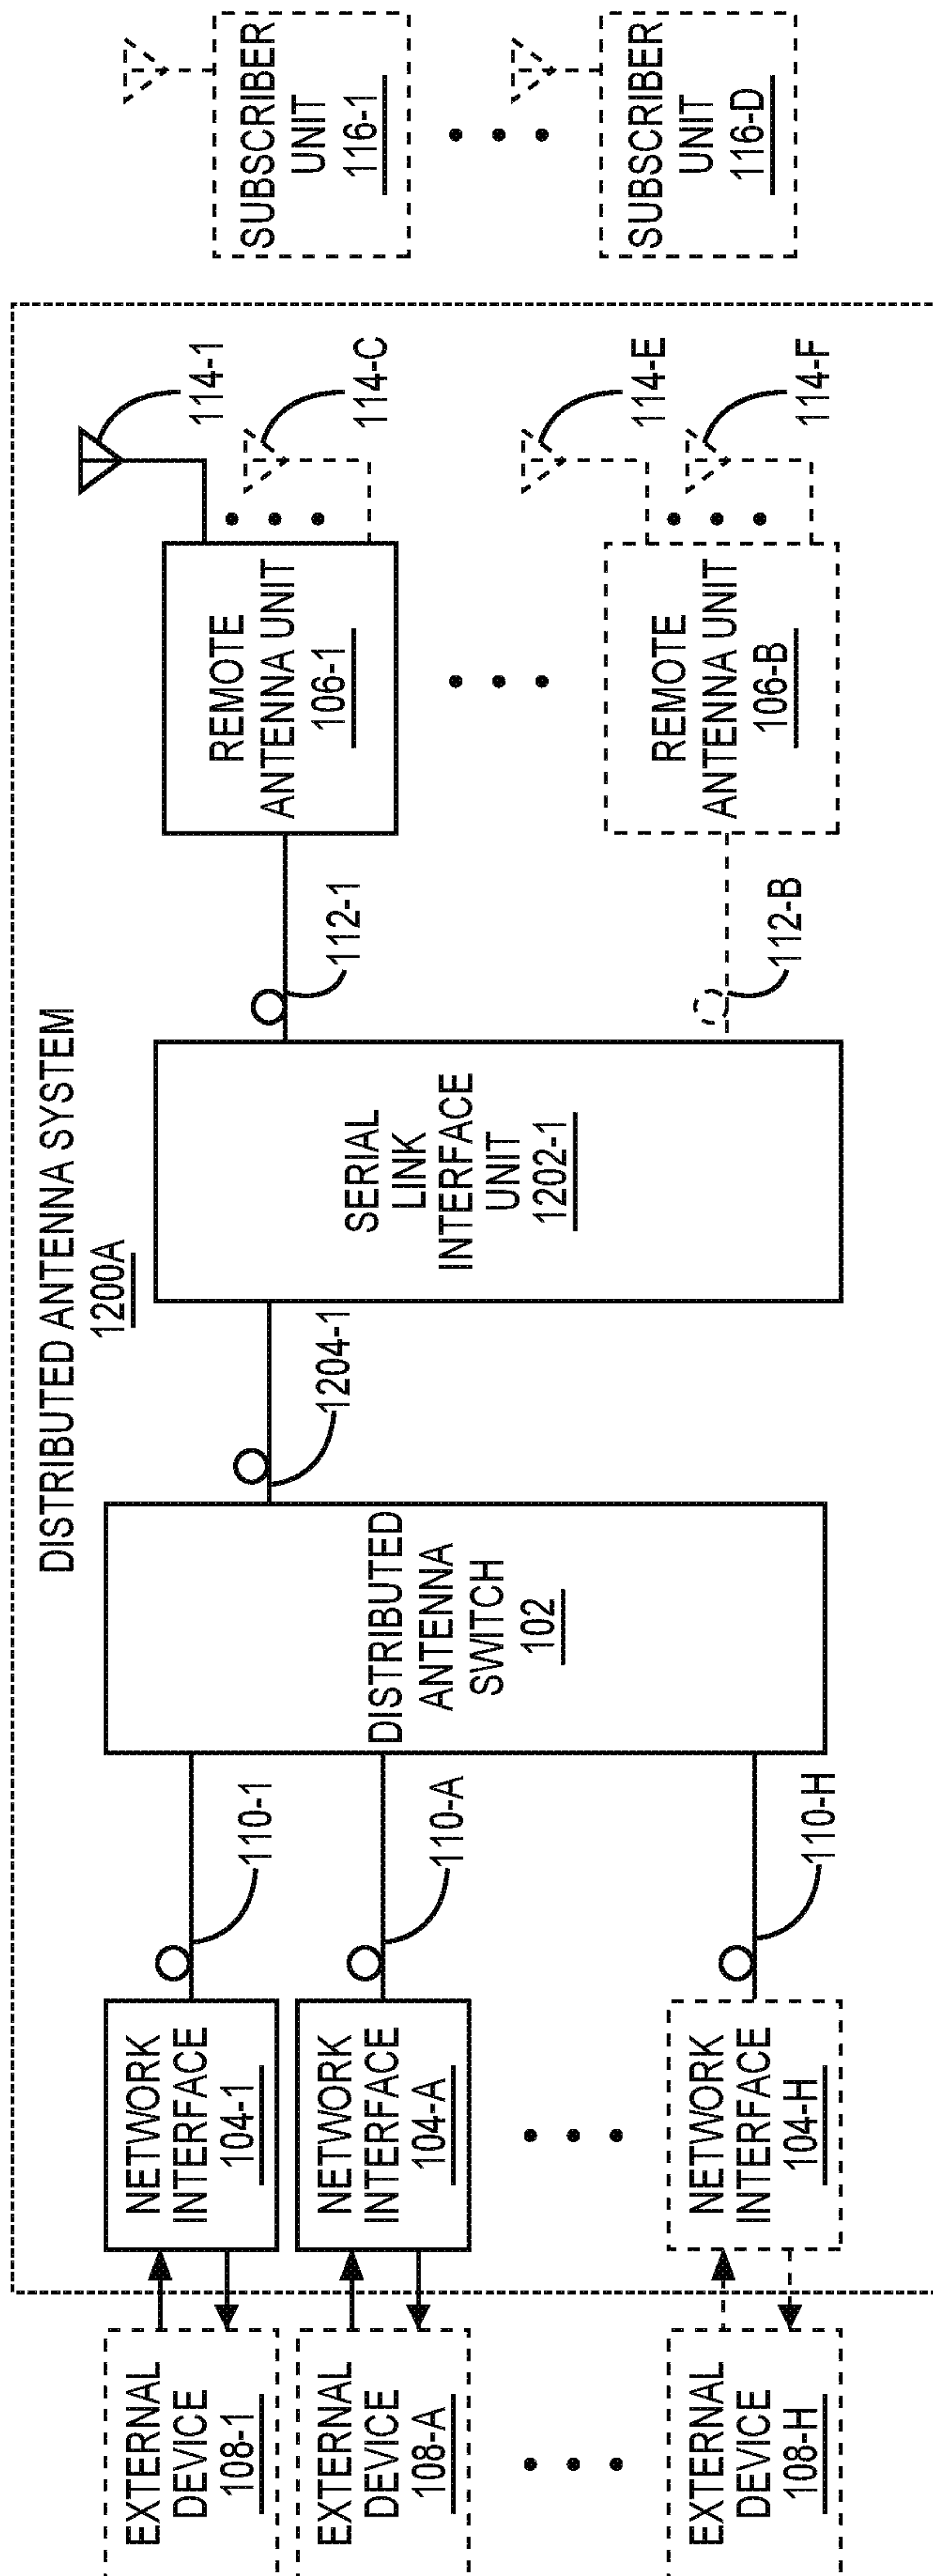 DISTRIBUTED ANTENNA SYSTEM
1200A
EXTERNAL
DEVICE
108-1
EXTERNAL
DEVICE
108-A
EXTERNAL
DEVICE
108-H
NETWORK
INTERFACE
104-1
NETWORK
INTERFACE
104-A
NETWORK
INTERFACE
104-H
110-1
110-A
110-H
DISTRIBUTED
ANTENNA
SWITCH
102
1204-1
SERIAL
LINK
INTERFACE
UNIT
1202-1
112-1
112-B
REMOTE
ANTENNA UNIT
106-1
REMOTE
ANTENNA UNIT
106-B
114-1
114-C
114-E
114-F
SUBSCRIBER
UNIT
116-1
SUBSCRIBER
UNIT
116-D